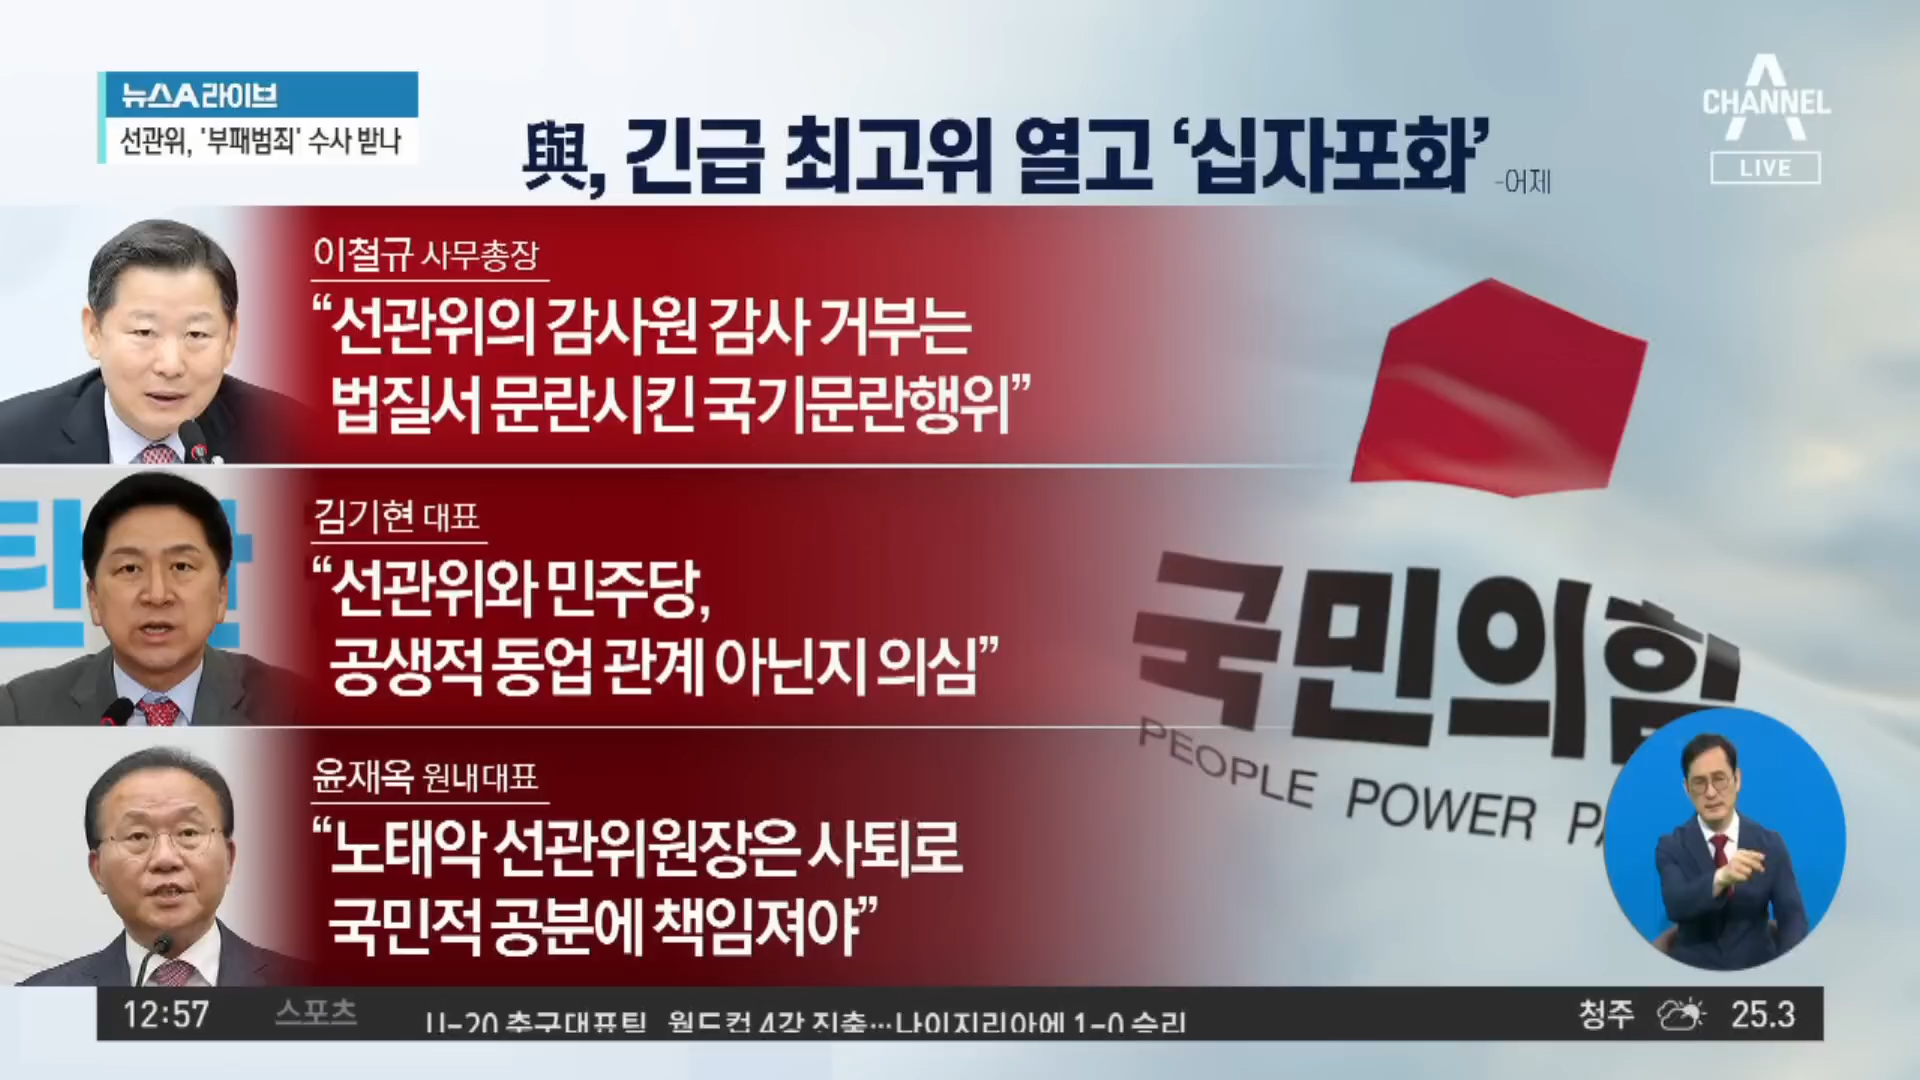 뉴스A라이브
선관위, '부패범죄' 수사 받나
與, 긴급 최고위 열고 ‘십자포화’ -어제
CHANNEL A
LIVE
이철규 사무총장
“선관위의 감사원 감사 거부는
법질서 문란시킨 국기문란행위”
김기현 대표
“선관위와 민주당,
공생적 동업 관계 아닌지 의심”
윤재옥 원내대표
“노태악 선관위원장은 사퇴로
국민적 공분에 책임져야”
국민의힘
PEOPLE POWER PA
탄
12:57 스포츠 U-20 축구대표팀, 월드컵 4강 진출…나이지리아에 1-0 승리 청주 25.3